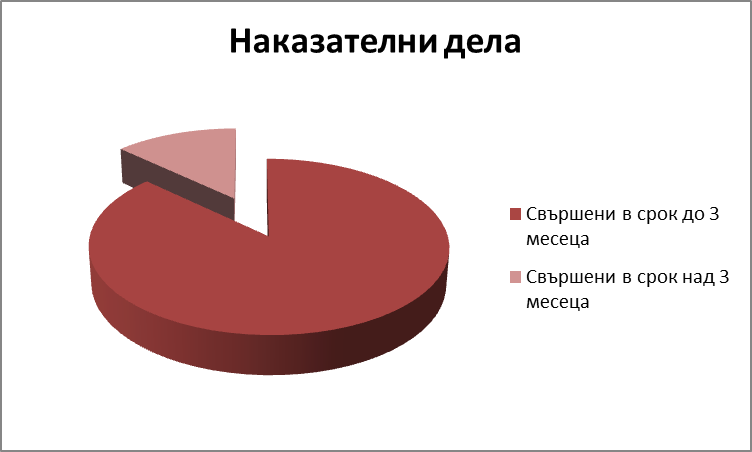 Наказателни дела
Свършени в срок до 3
месеца
Свършени в срок над 3
месеца